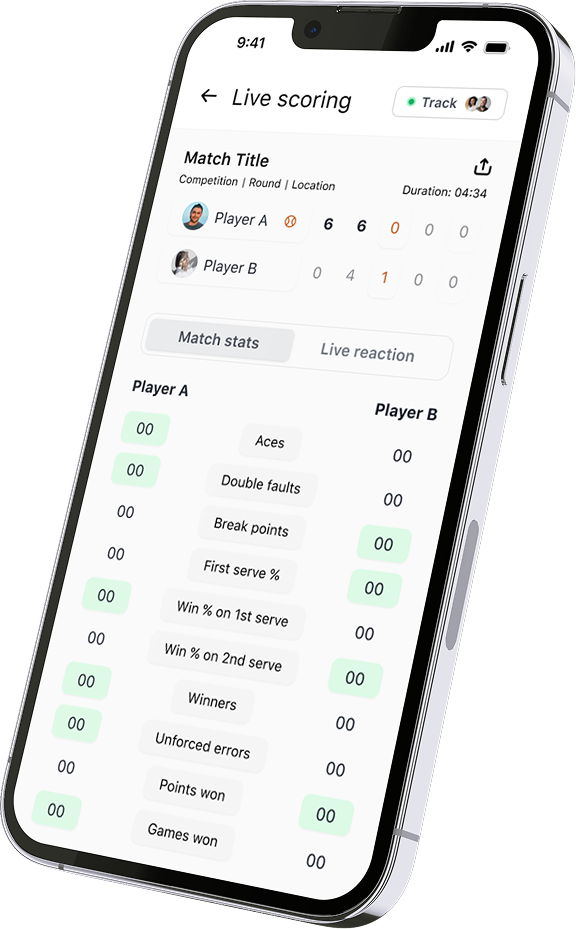 9:41
Live scoring
Track
Match Title
Competition | Round | Location
Duration: 04:34
Player A 6 6 0 0 0
Player B 0 4 1 0 0
Match stats Live reaction
Player A Player B
00 Aces 00
00 Double faults 00
00 Break points 00
00 First serve % 00
00 Win % on 1st serve 00
00 Win % on 2nd serve 00
00 Winners 00
00 Unforced errors 00
00 Points won 00
00 Games won 00